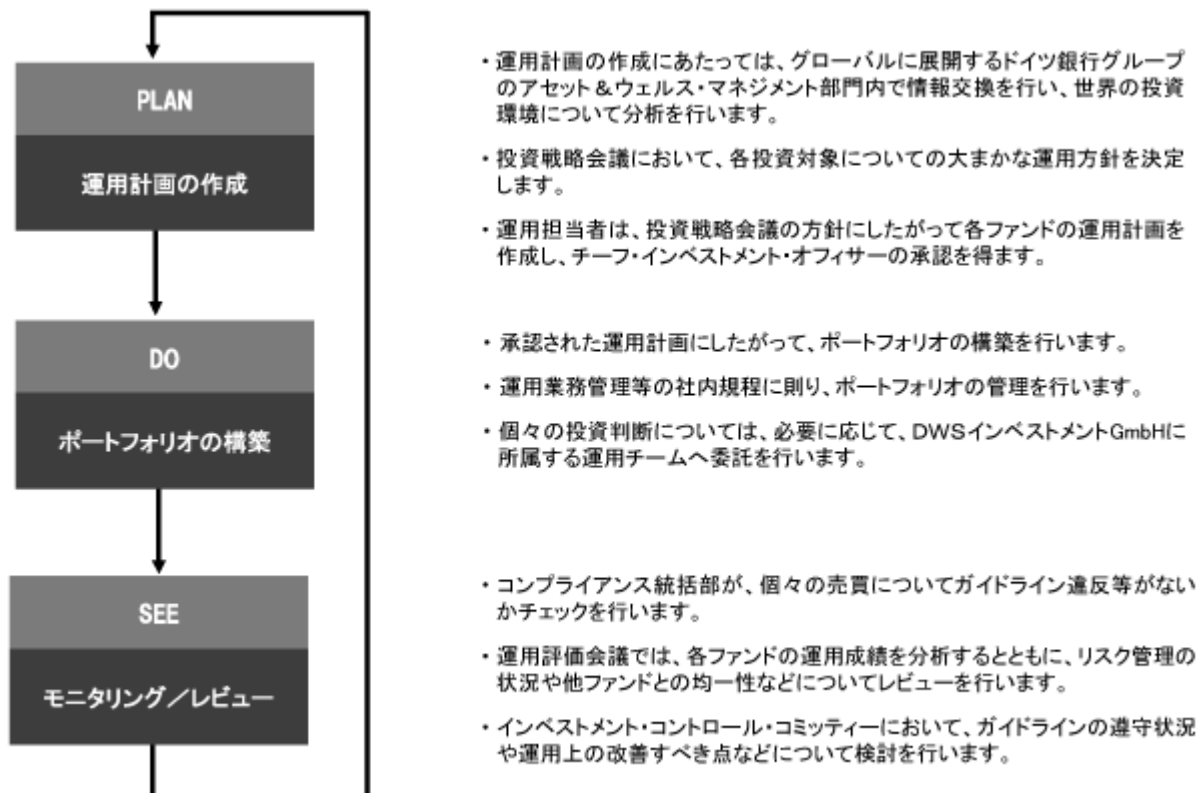 PLAN
運用計画の作成
・運用計画の作成にあたっては、グローバルに展開するドイツ銀行グループ
のアセット＆ウェルス・マネジメント部門内で情報交換を行い、世界の投資
環境について分析を行います。
・投資戦略会議において、各投資対象についての大まかな運用方針を決定
します。
・運用担当者は、投資戦略会議の方針にしたがって各ファンドの運用計画を
作成し、チーフ・インベストメント・オフィサーの承認を得ます。
DO
ポートフォリオの構築
・承認された運用計画にしたがって、ポートフォリオの構築を行います。
・運用業務管理等の社内規程に則り、ポートフォリオの管理を行います。
・個々の投資判断については、必要に応じて、DWSインベストメントGmbHに
所属する運用チームへ委託を行います。
SEE
モニタリング／レビュー
・コンプライアンス統括部が、個々の売買についてガイドライン違反等がない
かチェックを行います。
・運用評価会議では、各ファンドの運用成績を分析するとともに、リスク管理の
状況や他ファンドとの均一性などについてレビューを行います。
・インベストメント・コントロール・コミッティーにおいて、ガイドラインの遵守状況
や運用上の改善すべき点などについて検討を行います。